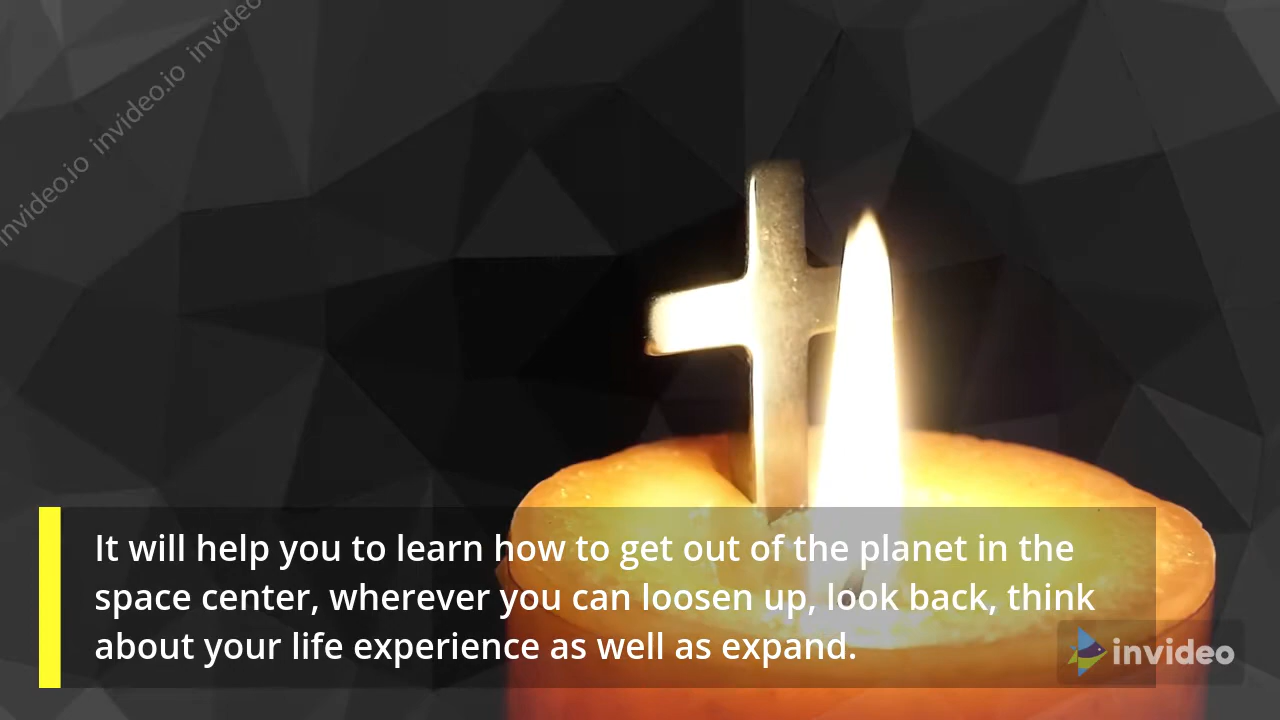 invideo.io invideo.io invideo
It will help you to learn how to get out of the planet in the
space center, wherever you can loosen up, look back, think
about your life experience as well as expand.
invideo